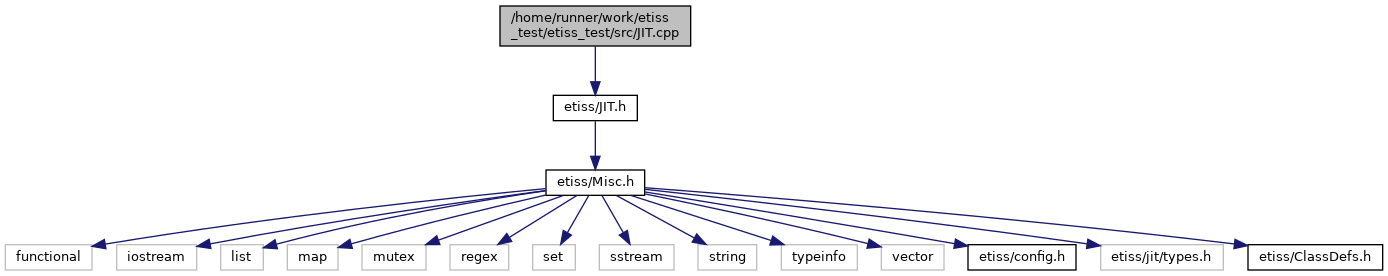 /home/runner/work/etiss
_test/etiss_test/src/JIT.cpp
etiss/JIT.h
etiss/Misc.h
functional
iostream
list
map
mutex
regex
set
sstream
string
typeinfo
vector
etiss/config.h
etiss/jit/types.h
etiss/ClassDefs.h